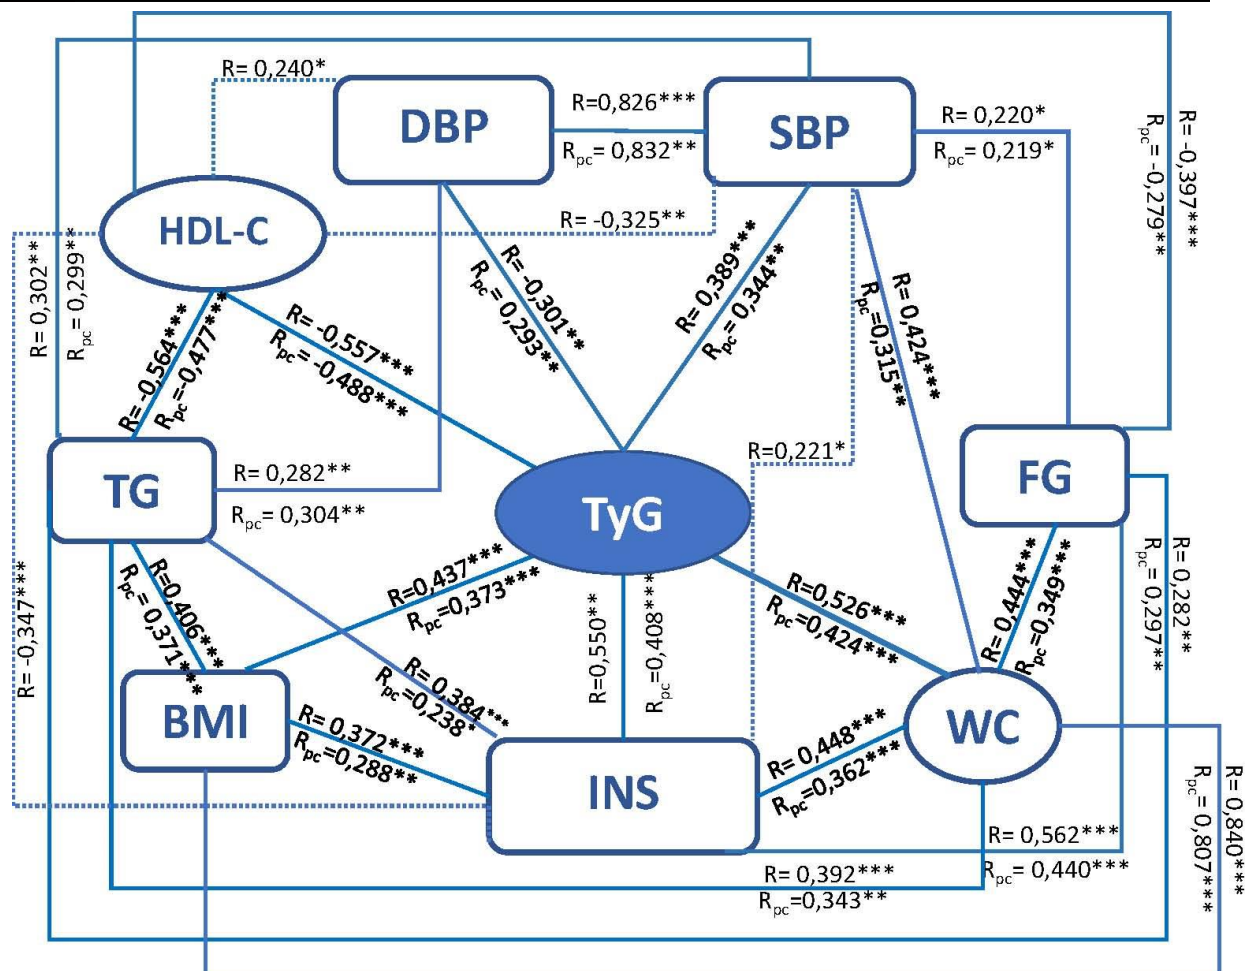 R= 0,240*
DBP
R=0,826***
R_pc= 0,832**
SBP
R= 0,220*
R_pc= 0,219*
R= -0,397***
R_pc= -0,279**
HDL-C
R= -0,325**
R= 0,302**
R_pc= 0,299**
R= -0,564***
R_pc=-0,477***
R= -0,557***
R_pc= -0,488***
R= -0,301**
R_pc= 0,293**
R= 0,389***
R_pc= 0,344**
R= 0,424***
R_pc=0,315**
TG
R= 0,282**
R_pc= 0,304**
TyG
R=0,221*
FG
R= -0,347***
R=0,406***
R_pc= 0,371***
R=0,437***
R_pc=0,373***
R=0,550**
R_pc=0,408***
R=0,526***
R_pc= 0,424***
R= 0,444***
R_pc=0,349***
R= 0,282**
R_pc= 0,297**
BMI
R= 0,384***
R_pc=0,238*
R= 0,372***
R_pc=0,288**
INS
R= 0,448***
R_pc=0,362***
WC
R= 0,562***
R_pc= 0,440***
R= 0,392***
R_pc=0,343**
R= 0,840***
R_pc= 0,807***